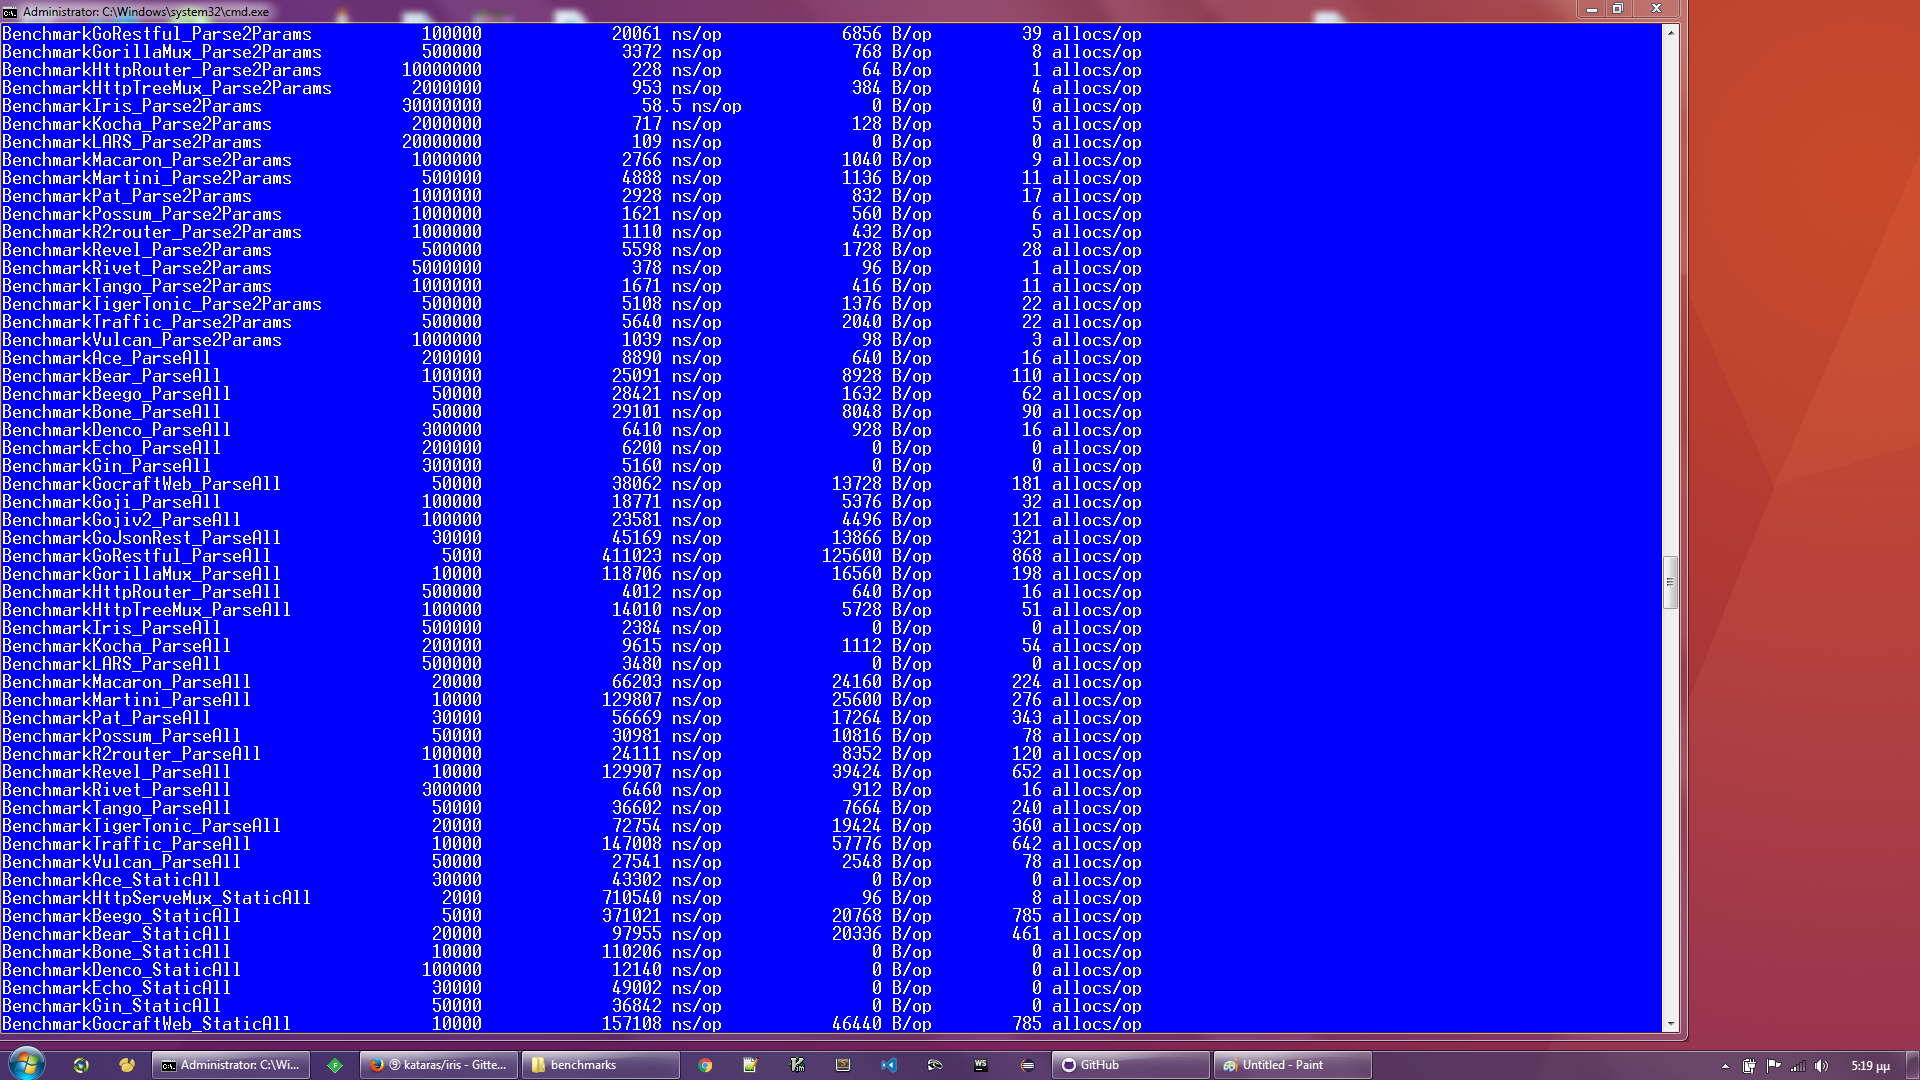 Administrator: C:\Windows\system32\cmd.exe
BenchmarkGoRestful_Parse2Params 100000 20061 ns/op 6856 B/op 39 allocs/op
BenchmarkGorillaMux_Parse2Params 500000 3372 ns/op 768 B/op 8 allocs/op
BenchmarkHttpRouter_Parse2Params 10000000 228 ns/op 64 B/op 1 allocs/op
BenchmarkHttpTreeMux_Parse2Params 2000000 953 ns/op 384 B/op 4 allocs/op
BenchmarkIris_Parse2Params 30000000 58.5 ns/op 0 B/op 0 allocs/op
BenchmarkKocha_Parse2Params 2000000 717 ns/op 128 B/op 5 allocs/op
BenchmarkLARS_Parse2Params 20000000 109 ns/op 0 B/op 0 allocs/op
BenchmarkMacaron_Parse2Params 1000000 2766 ns/op 1040 B/op 9 allocs/op
BenchmarkMartini_Parse2Params 500000 4888 ns/op 1136 B/op 11 allocs/op
BenchmarkPat_Parse2Params 1000000 2928 ns/op 832 B/op 17 allocs/op
BenchmarkPossum_Parse2Params 1000000 1621 ns/op 560 B/op 6 allocs/op
BenchmarkR2router_Parse2Params 1000000 1110 ns/op 432 B/op 5 allocs/op
BenchmarkRevel_Parse2Params 500000 5598 ns/op 1728 B/op 28 allocs/op
BenchmarkRivet_Parse2Params 5000000 378 ns/op 96 B/op 1 allocs/op
BenchmarkTango_Parse2Params 1000000 1671 ns/op 416 B/op 11 allocs/op
BenchmarkTigerTonic_Parse2Params 500000 5108 ns/op 1376 B/op 22 allocs/op
BenchmarkTraffic_Parse2Params 500000 5640 ns/op 2040 B/op 22 allocs/op
BenchmarkVulcan_Parse2Params 1000000 1039 ns/op 98 B/op 3 allocs/op
BenchmarkAce_ParseAll 200000 8890 ns/op 640 B/op 16 allocs/op
BenchmarkBear_ParseAll 100000 25091 ns/op 8928 B/op 110 allocs/op
BenchmarkBeego_ParseAll 50000 28421 ns/op 1632 B/op 62 allocs/op
BenchmarkBone_ParseAll 50000 29101 ns/op 8048 B/op 90 allocs/op
BenchmarkDenco_ParseAll 300000 6410 ns/op 928 B/op 16 allocs/op
BenchmarkEcho_ParseAll 200000 6200 ns/op 0 B/op 0 allocs/op
BenchmarkGin_ParseAll 300000 5160 ns/op 0 B/op 0 allocs/op
BenchmarkGocraftWeb_ParseAll 50000 38062 ns/op 13728 B/op 181 allocs/op
BenchmarkGoji_ParseAll 100000 18771 ns/op 5376 B/op 32 allocs/op
BenchmarkGojiv2_ParseAll 100000 23581 ns/op 4496 B/op 121 allocs/op
BenchmarkGoJsonRest_ParseAll 30000 45169 ns/op 13866 B/op 321 allocs/op
BenchmarkGoRestful_ParseAll 5000 411023 ns/op 125600 B/op 868 allocs/op
BenchmarkGorillaMux_ParseAll 10000 118706 ns/op 16560 B/op 198 allocs/op
BenchmarkHttpRouter_ParseAll 500000 4012 ns/op 640 B/op 16 allocs/op
BenchmarkHttpTreeMux_ParseAll 100000 14010 ns/op 5728 B/op 51 allocs/op
BenchmarkIris_ParseAll 500000 2384 ns/op 0 B/op 0 allocs/op
BenchmarkKocha_ParseAll 200000 9615 ns/op 1112 B/op 54 allocs/op
BenchmarkLARS_ParseAll 500000 3480 ns/op 0 B/op 0 allocs/op
BenchmarkMacaron_ParseAll 20000 66203 ns/op 24160 B/op 224 allocs/op
BenchmarkMartini_ParseAll 10000 129807 ns/op 25600 B/op 276 allocs/op
BenchmarkPat_ParseAll 30000 56669 ns/op 17264 B/op 343 allocs/op
BenchmarkPossum_ParseAll 50000 30981 ns/op 10816 B/op 78 allocs/op
BenchmarkR2router_ParseAll 100000 24111 ns/op 8352 B/op 120 allocs/op
BenchmarkRevel_ParseAll 10000 129907 ns/op 39424 B/op 652 allocs/op
BenchmarkRivet_ParseAll 300000 6460 ns/op 912 B/op 16 allocs/op
BenchmarkTango_ParseAll 50000 36602 ns/op 7664 B/op 240 allocs/op
BenchmarkTigerTonic_ParseAll 20000 72754 ns/op 19424 B/op 360 allocs/op
BenchmarkTraffic_ParseAll 10000 147008 ns/op 57776 B/op 642 allocs/op
BenchmarkVulcan_ParseAll 50000 27541 ns/op 2548 B/op 78 allocs/op
BenchmarkAce_StaticAll 30000 43302 ns/op 0 B/op 0 allocs/op
BenchmarkHttpServeMux_StaticAll 2000 710540 ns/op 96 B/op 8 allocs/op
BenchmarkBeego_StaticAll 5000 371021 ns/op 20768 B/op 785 allocs/op
BenchmarkBear_StaticAll 20000 97955 ns/op 20336 B/op 461 allocs/op
BenchmarkBone_StaticAll 10000 110206 ns/op 0 B/op 0 allocs/op
BenchmarkDenco_StaticAll 100000 12140 ns/op 0 B/op 0 allocs/op
BenchmarkEcho_StaticAll 30000 49002 ns/op 0 B/op 0 allocs/op
BenchmarkGin_StaticAll 50000 36842 ns/op 0 B/op 0 allocs/op
BenchmarkGocraftWeb_StaticAll 10000 157108 ns/op 46440 B/op 785 allocs/op
Administrator: C:\Wi... kataras/iris - Gitte... benchmarks WS GitHub Untitled - Paint 5:19 μμ